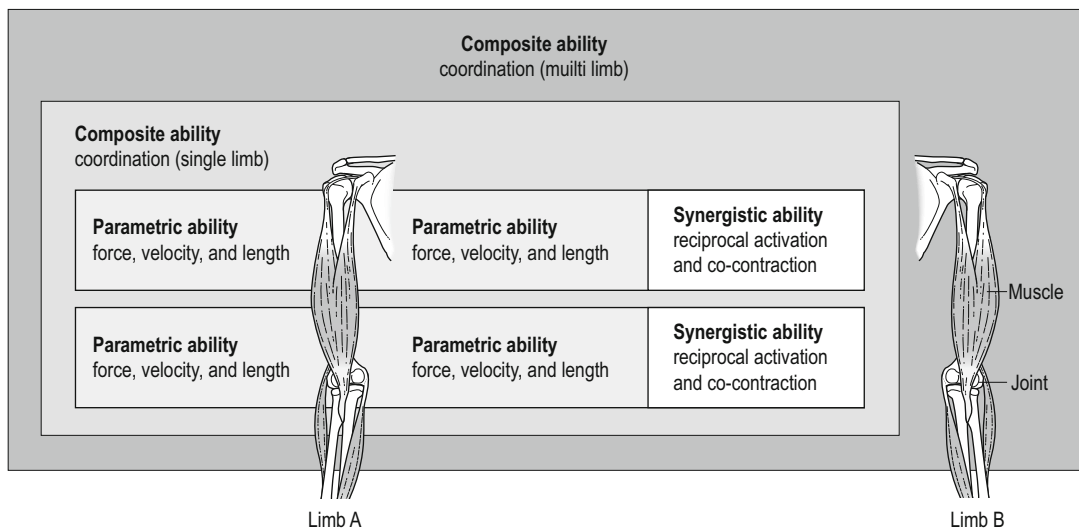 Composite ability
coordination (muilti limb)
Composite ability
coordination (single limb)
Parametric ability
force, velocity, and length
Parametric ability
force, velocity, and length
Synergistic ability
reciprocal activation
and co-contraction
Muscle
Parametric ability
force, velocity, and length
Parametric ability
force, velocity, and length
Synergistic ability
reciprocal activation
and co-contraction
Joint
Limb A
Limb B